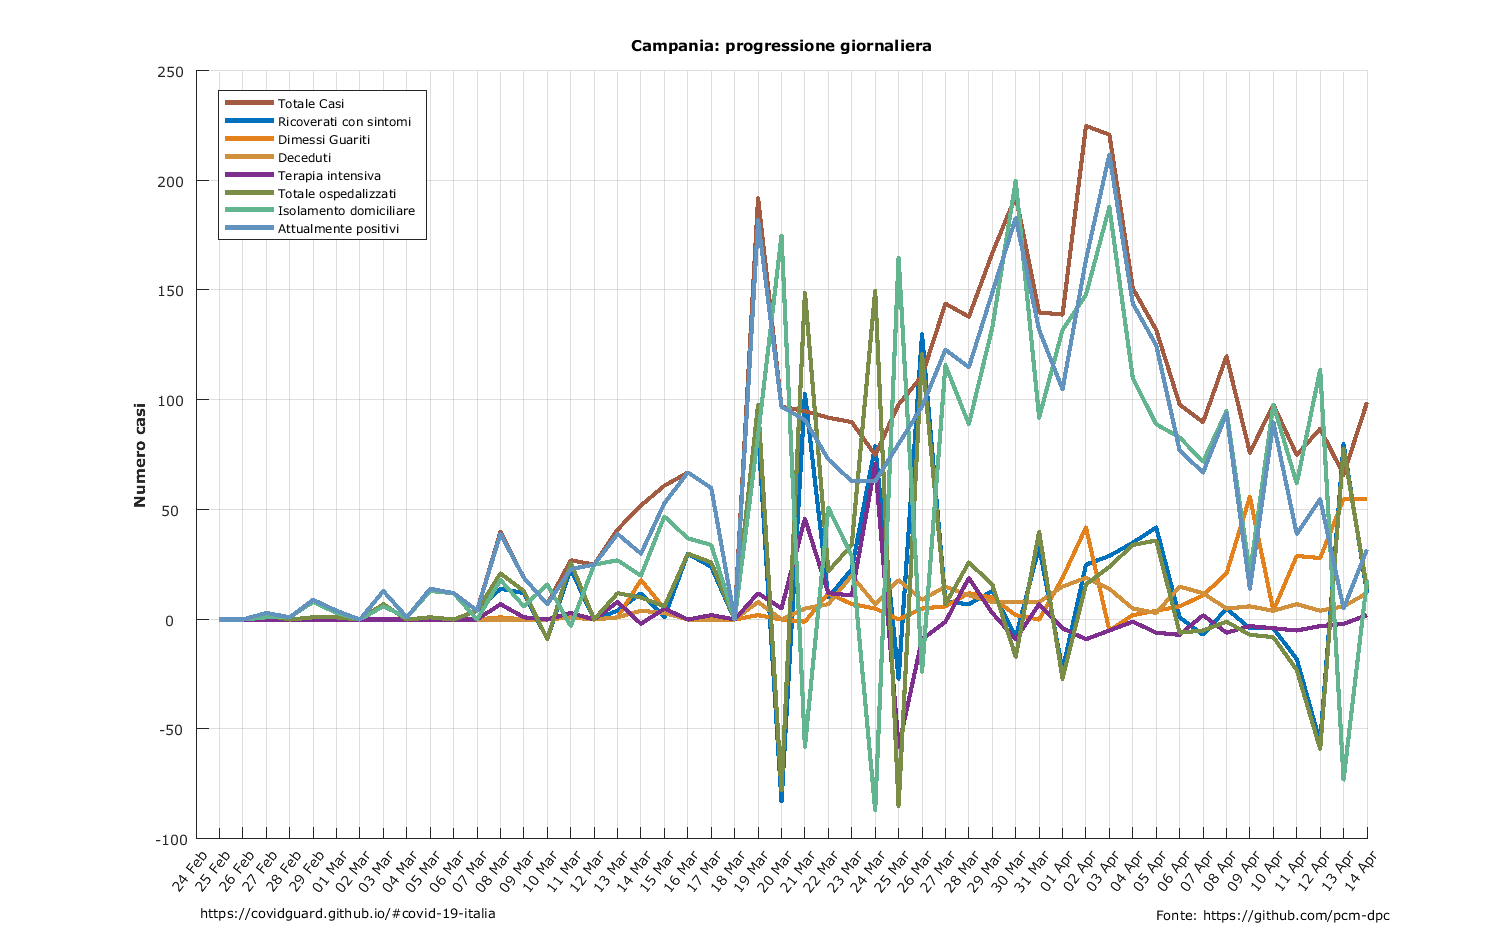 Campania: progressione giornaliera
250
200
150
100
50
0
-50
-100
Numero casi
Totale Casi
Ricoverati con sintomi
Dimessi Guariti
Deceduti
Terapia intensiva
Totale ospedalizzati
Isolamento domiciliare
Attualmente positivi
24 Feb
25 Feb
26 Feb
27 Feb
28 Feb
29 Feb
01 Mar
02 Mar
03 Mar
04 Mar
05 Mar
06 Mar
07 Mar
08 Mar
09 Mar
10 Mar
11 Mar
12 Mar
13 Mar
14 Mar
15 Mar
16 Mar
17 Mar
18 Mar
19 Mar
20 Mar
21 Mar
22 Mar
23 Mar
24 Mar
25 Mar
26 Mar
27 Mar
28 Mar
29 Mar
30 Mar
31 Mar
01 Apr
02 Apr
03 Apr
04 Apr
05 Apr
06 Apr
07 Apr
08 Apr
09 Apr
10 Apr
11 Apr
12 Apr
13 Apr
14 Apr
https://covidguard.github.io/#covid-19-italia
Fonte: https://github.com/pcm-dpc